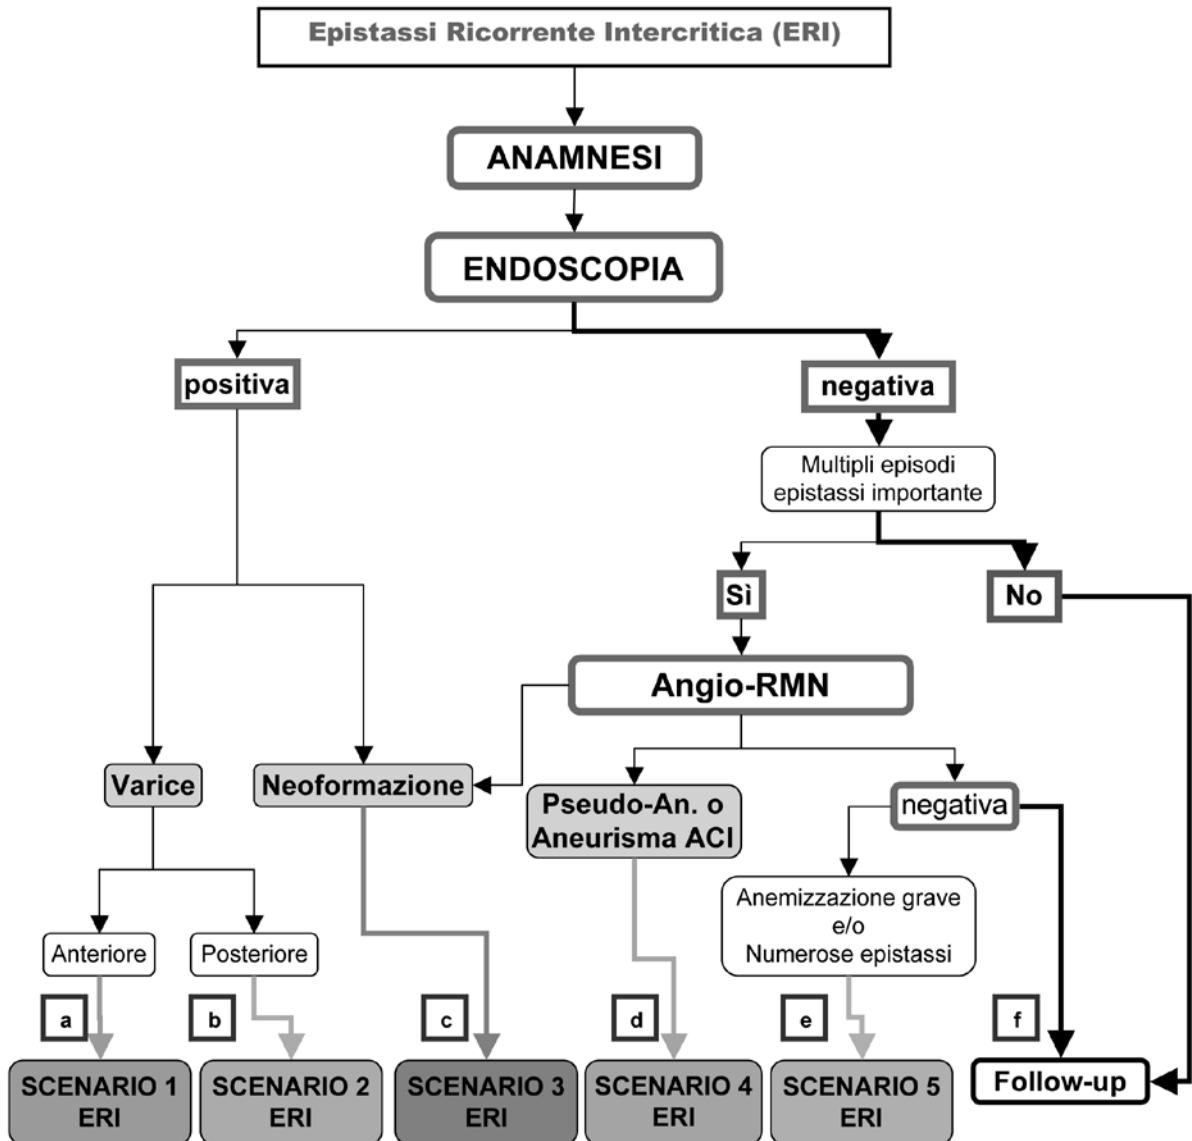 Epistassi Ricorrente Intercritica (ERI)
ANAMNESI
ENDOSCOPIA
positiva
negativa
Multipli episodi
epistassi importante
Sì
No
Angio-RMN
Varice
Neoformazione
Pseudo-An. o
Aneurisma ACI
negativa
Anemizzazione grave
e/o
Numerose epistassi
Anteriore
Posteriore
a
b
c
d
e
f
SCENARIO 1
ERI
SCENARIO 2
ERI
SCENARIO 3
ERI
SCENARIO 4
ERI
SCENARIO 5
ERI
Follow-up